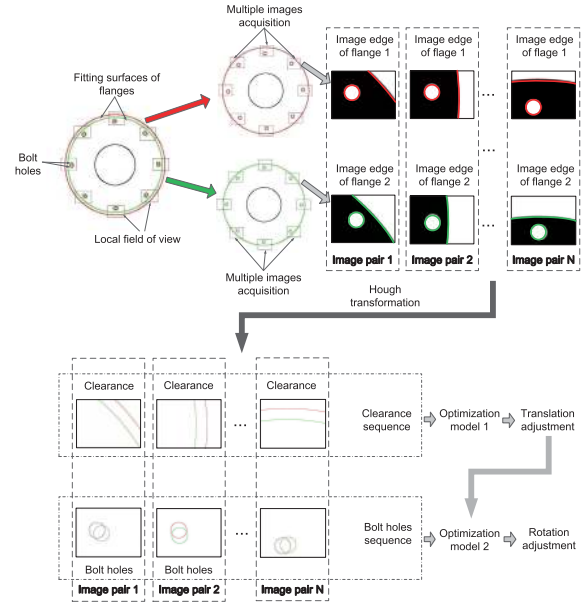 Multiple images
acquisition
Fitting surfaces of
flanges
Bolt
holes
Local field of view
Multiple images
acquisition
Image edge
of flange 1
Image edge
of flange 1
Image edge
of flage 1
...
...
Image edge
of flange 2
Image edge
of flange 2
Image edge
of flange 2
...
Image pair 1
Image pair 2
Image pair N
Hough
transformation
Clearance
Clearance
Clearance
...
Clearance
sequence
Optimization
model 1
Translation
adjustment
...
Bolt holes
Bolt holes
Bolt holes
sequence
Optimization
model 2
Rotation
adjustment
Image pair 1
Image pair 2
Image pair N